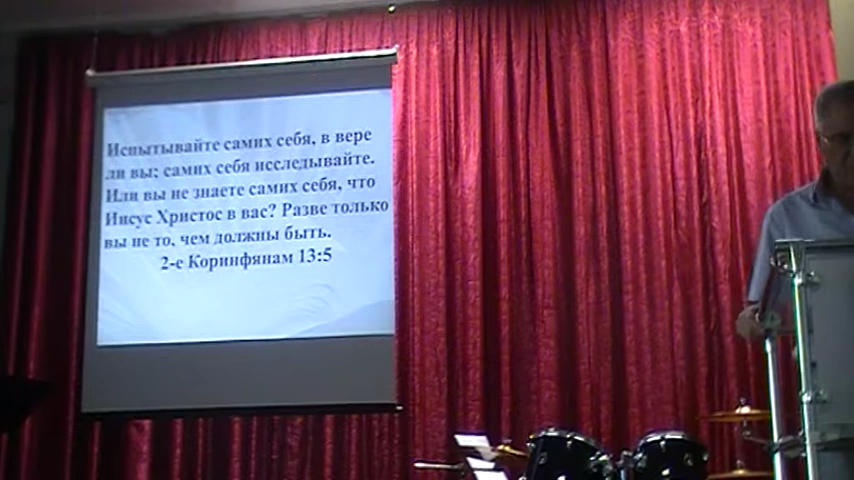 Испытывайте самих себя, в вере
ли вы; самих себя исследывайте.
Или вы не знаете самих себя, что
Иисус Христос в вас? Разве только
вы не то, чем должны быть.
2-е Коринфянам 13:5